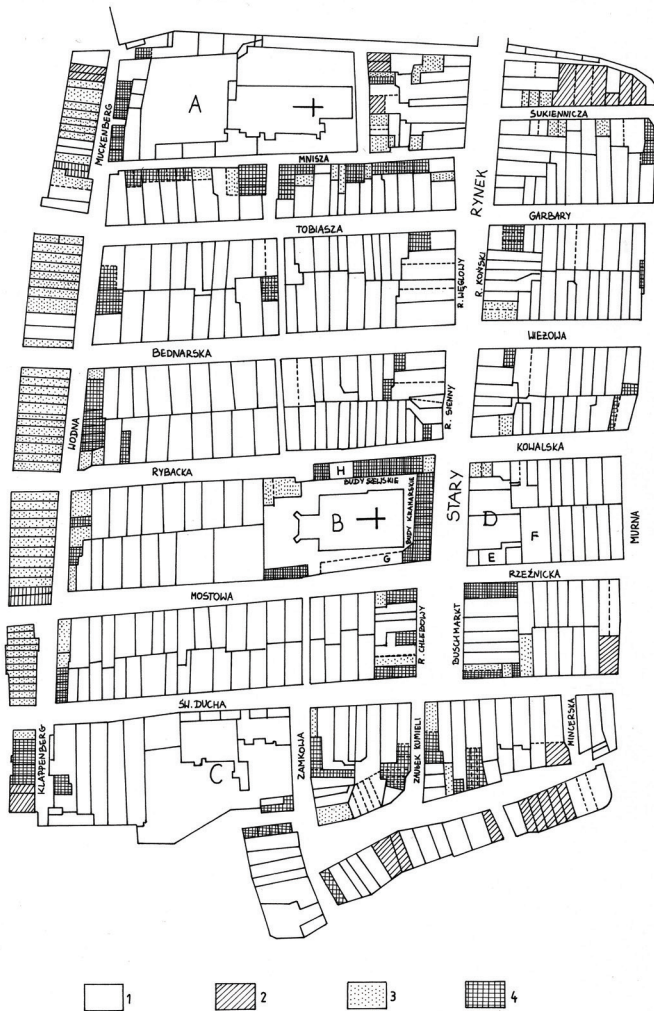 A
MUCKENBERG
SUKIENNICZA
MNISZA
RYNEK
GARBARY
TOBIASZA
R. WĘGLOWY
R. KOŃSKI
WIEŻOWA
BEDNARSKA
WODNA
R. SIENNY
KOWALSKA
RYBACKA
H
BUDY SZEWSKIE
BUDY KRAMARSKIE
B
G
STARY
D
E
F
MURNA
RZEŹNICKA
MOSTOWA
R. CHLEBOWY
BUSCHMARKT
ŚW. DUCHA
KLAPPENBERG
C
ZAMKOWA
ZAUŁEK KUMIELI
MINCERSKA
1
2
3
4